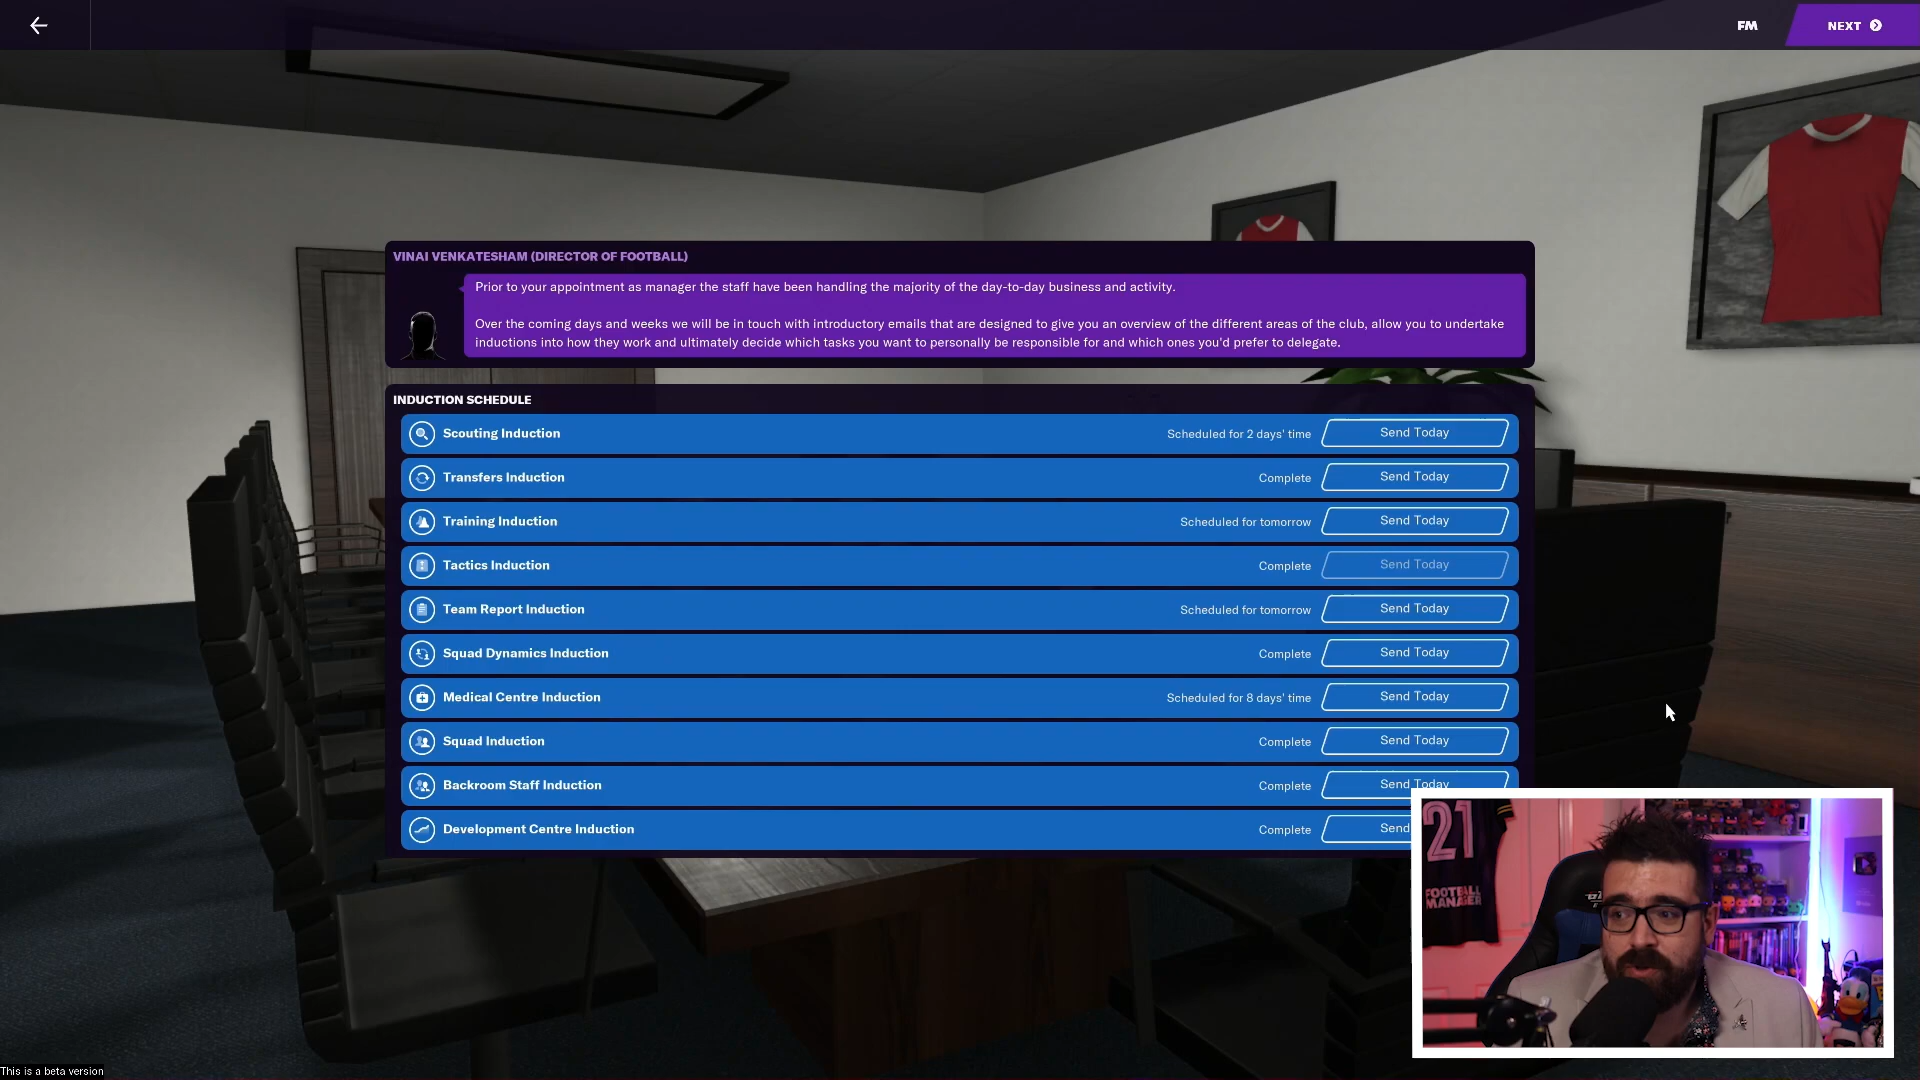 FM
NEXT
VINAI VENKATESHAM (DIRECTOR OF FOOTBALL)
Prior to your appointment as manager the staff have been handling the majority of the day-to-day business and activity.
Over the coming days and weeks we will be in touch with introductory emails that are designed to give you an overview of the different areas of the club, allow you to undertake
inductions into how they work and ultimately decide which tasks you want to personally be responsible for and which ones you'd prefer to delegate.
INDUCTION SCHEDULE
Scouting Induction Scheduled for 2 days' time Send Today
Transfers Induction Complete Send Today
Training Induction Scheduled for tomorrow Send Today
Tactics Induction Complete Send Today
Team Report Induction Scheduled for tomorrow Send Today
Squad Dynamics Induction Complete Send Today
Medical Centre Induction Scheduled for 8 days' time Send Today
Squad Induction Complete Send Today
Backroom Staff Induction Complete Send Today
Development Centre Induction Complete Send
21
FOOTBALL
MANAGER
This is a beta version